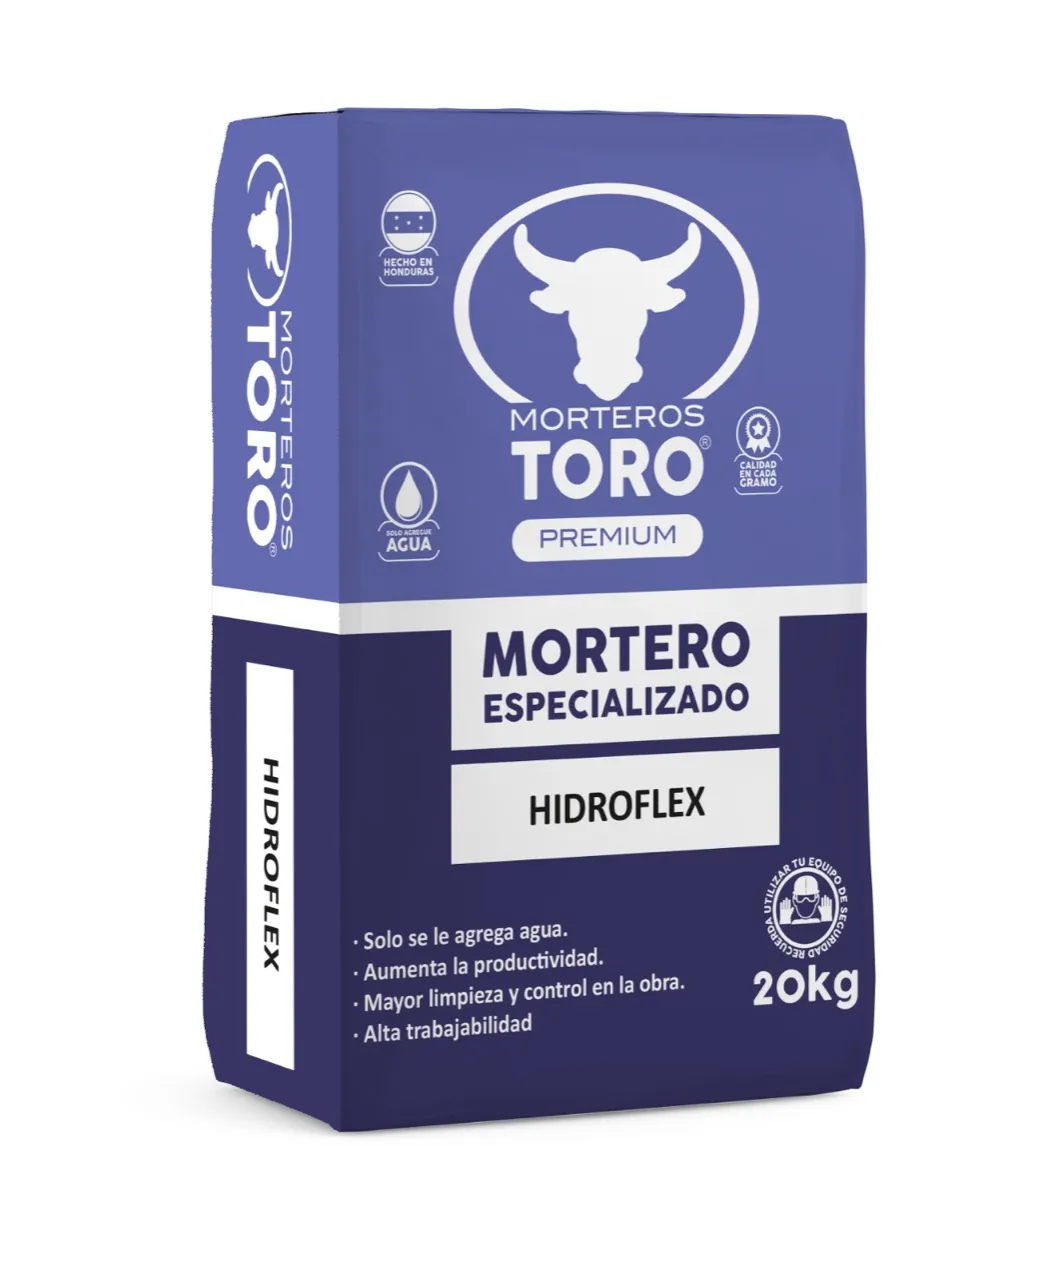 MORTEROS
TORO®
HIDROFLEX
HECHO EN
HONDURAS
MORTEROS
TORO®
PREMIUM
CALIDAD
EN CADA
GRAMO
SOLO AGREGUE
AGUA
MORTERO
ESPECIALIZADO
HIDROFLEX
· Solo se le agrega agua.
· Aumenta la productividad.
· Mayor limpieza y control en la obra.
· Alta trabajabilidad
RECUERDA UTILIZAR TU EQUIPO DE SEGURIDAD
20kg